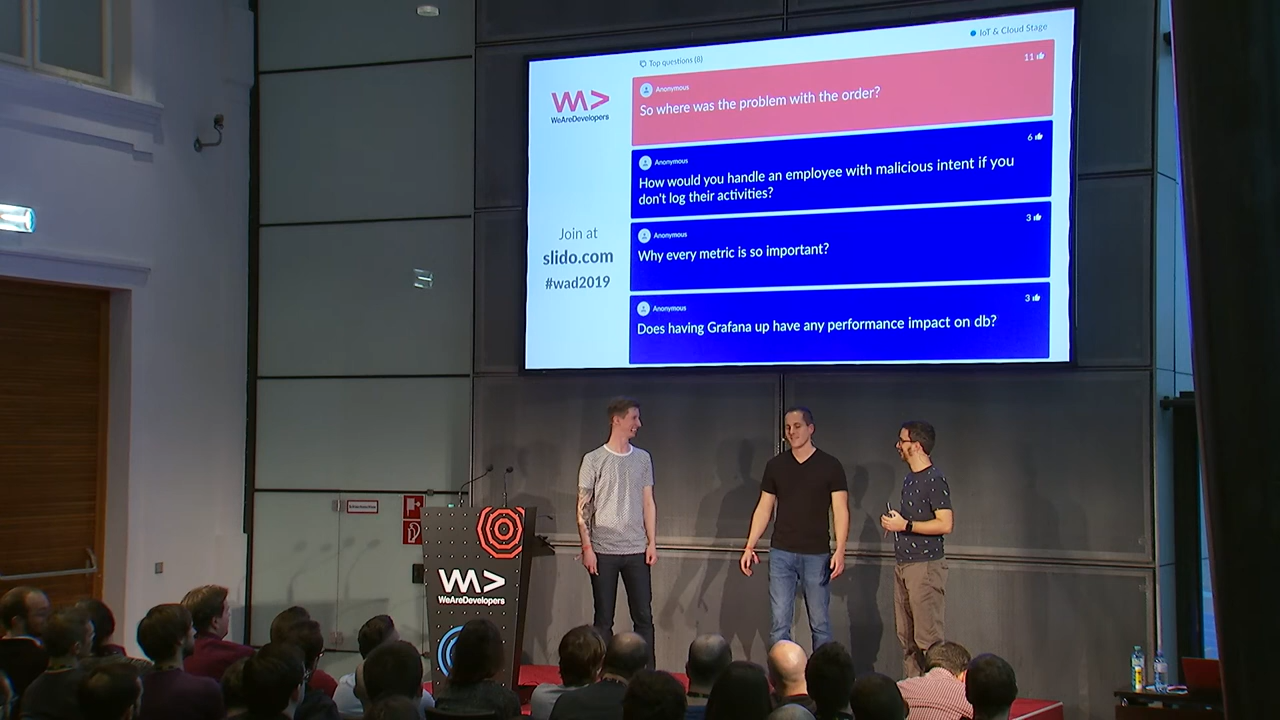 IoT & Cloud Stage
Top questions (8)
WeAreDevelopers
Anonymous
11
So where was the problem with the order?
Anonymous
6
How would you handle an employee with malicious intent if you
don't log their activities?
Anonymous
3
Why every metric is so important?
Anonymous
3
Does having Grafana up have any performance impact on db?
Join at
slido.com
#wad2019
WeAreDevelopers